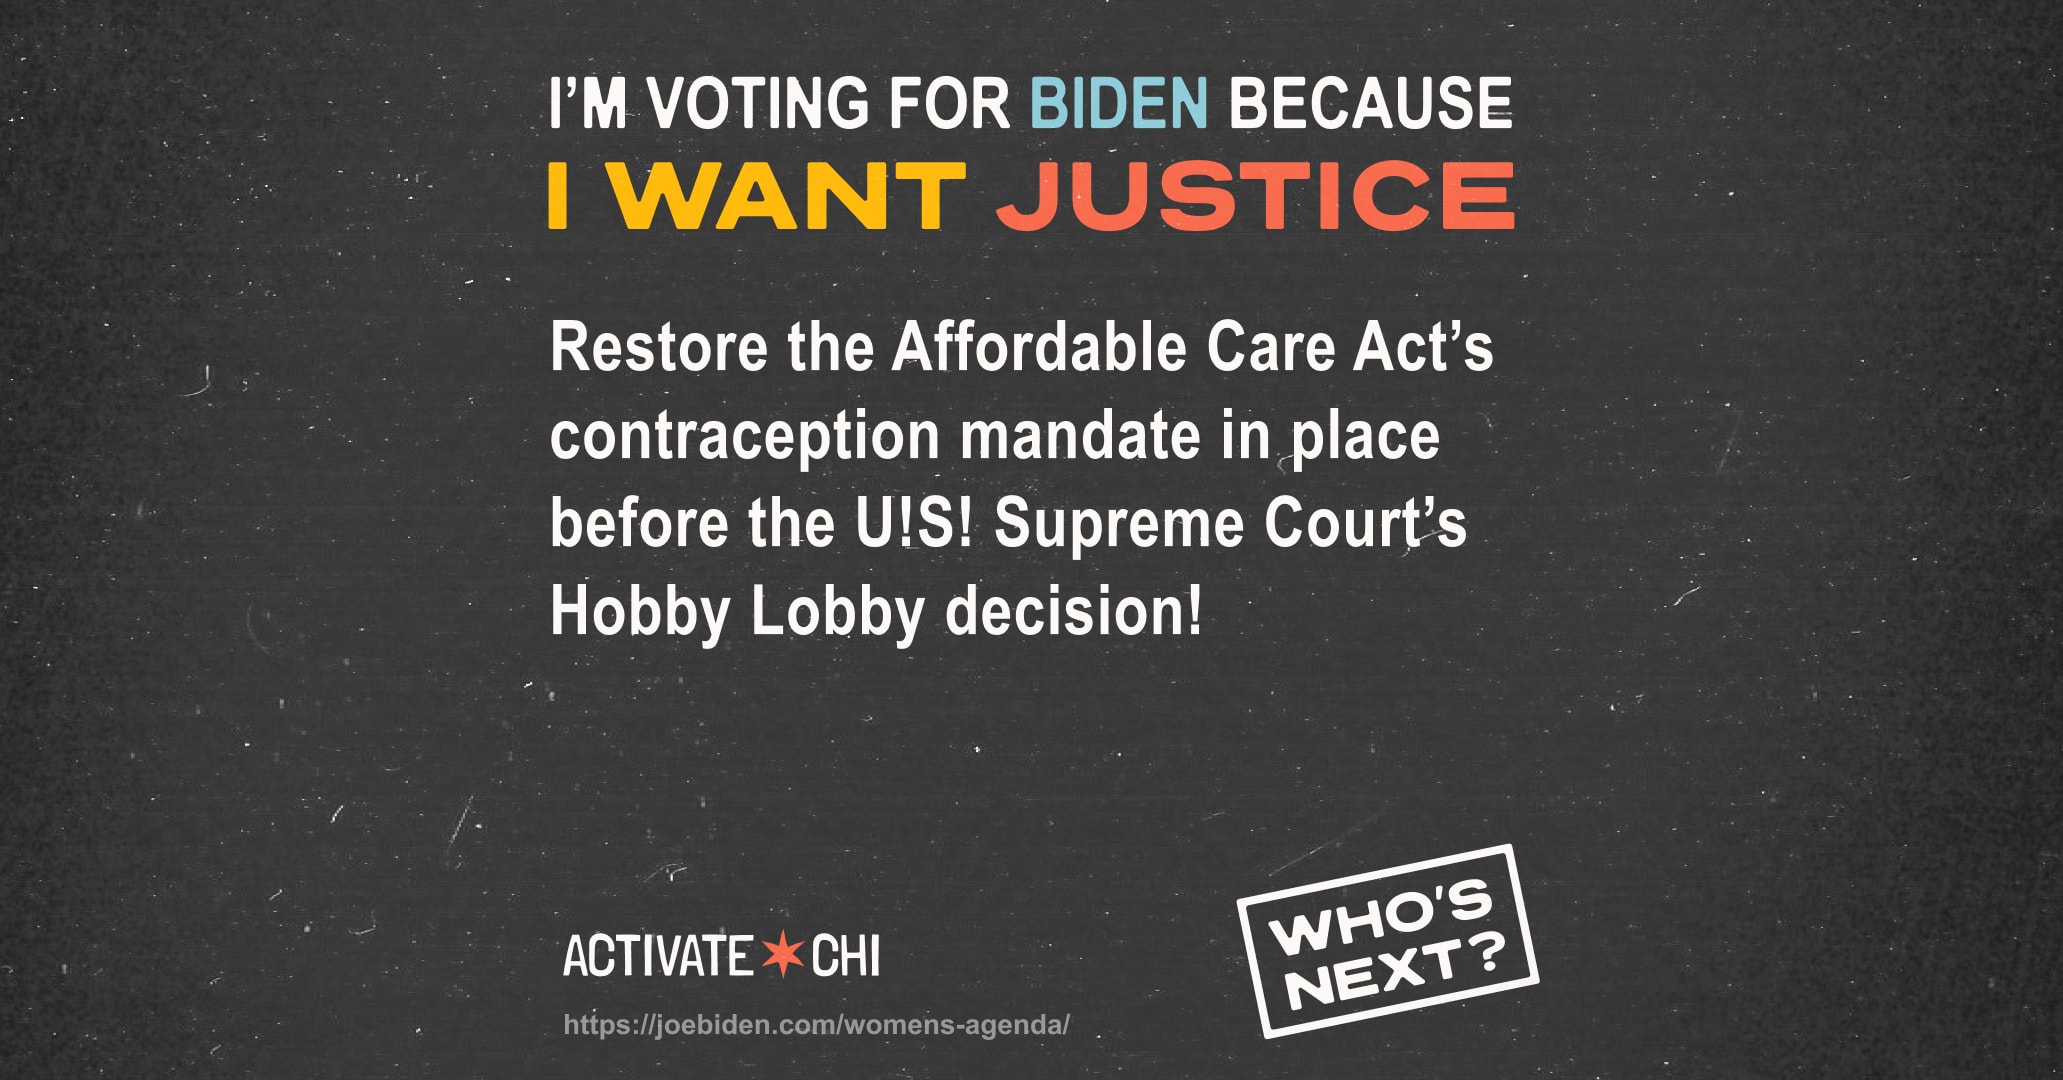 I’M VOTING FOR BIDEN BECAUSE
I WANT JUSTICE
Restore the Affordable Care Act’s
contraception mandate in place
before the U!S! Supreme Court’s
Hobby Lobby decision!
ACTIVATE CHI
https://joebiden.com/womens-agenda/
WHO'S
NEXT?